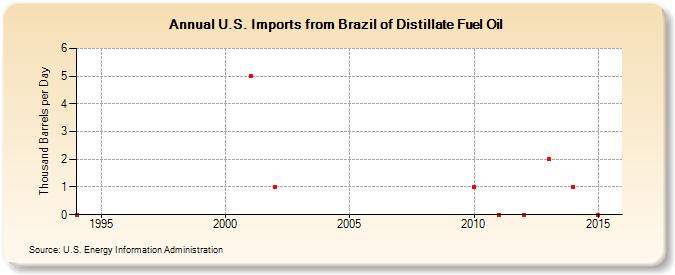 Annual U.S. Imports from Brazil of Distillate Fuel Oil
Thousand Barrels per Day
6
5
4
3
2
1
0
1995 2000 2005 2010 2015
Source: U.S. Energy Information Administration